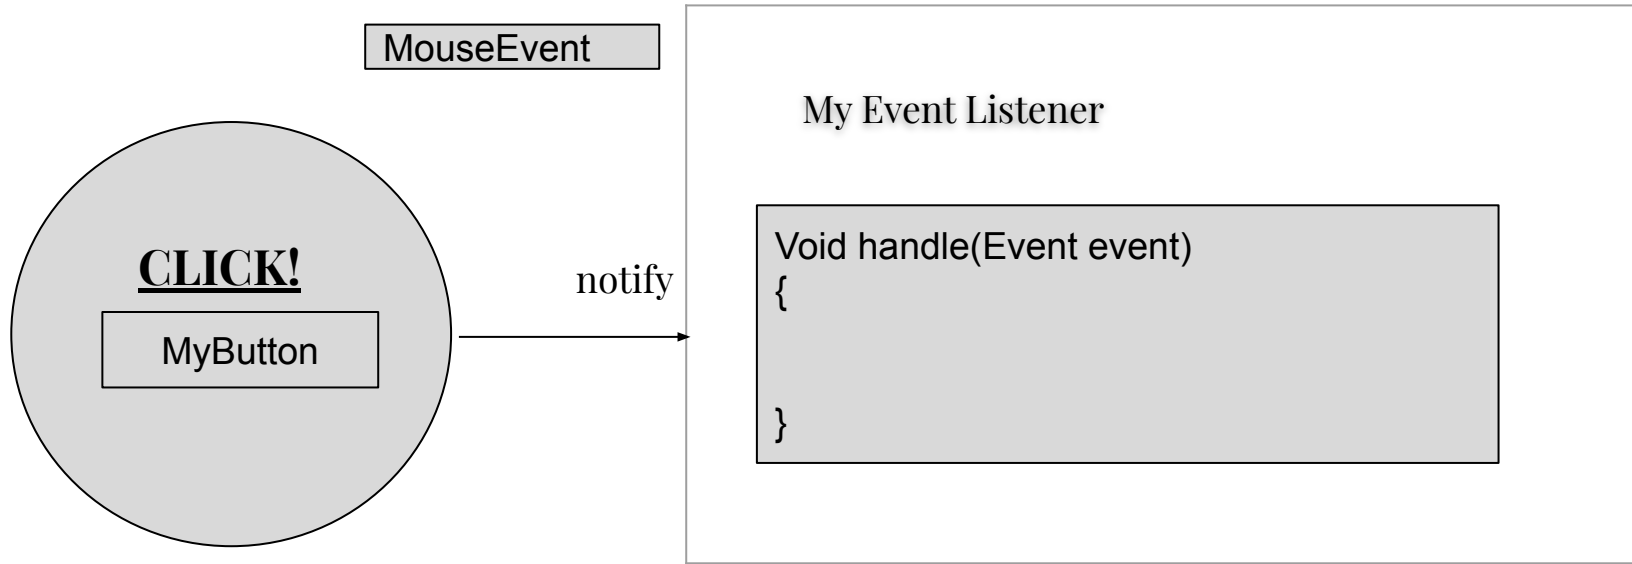 MouseEvent
My Event Listener
CLICK!
MyButton
notify
Void handle(Event event)
{
}